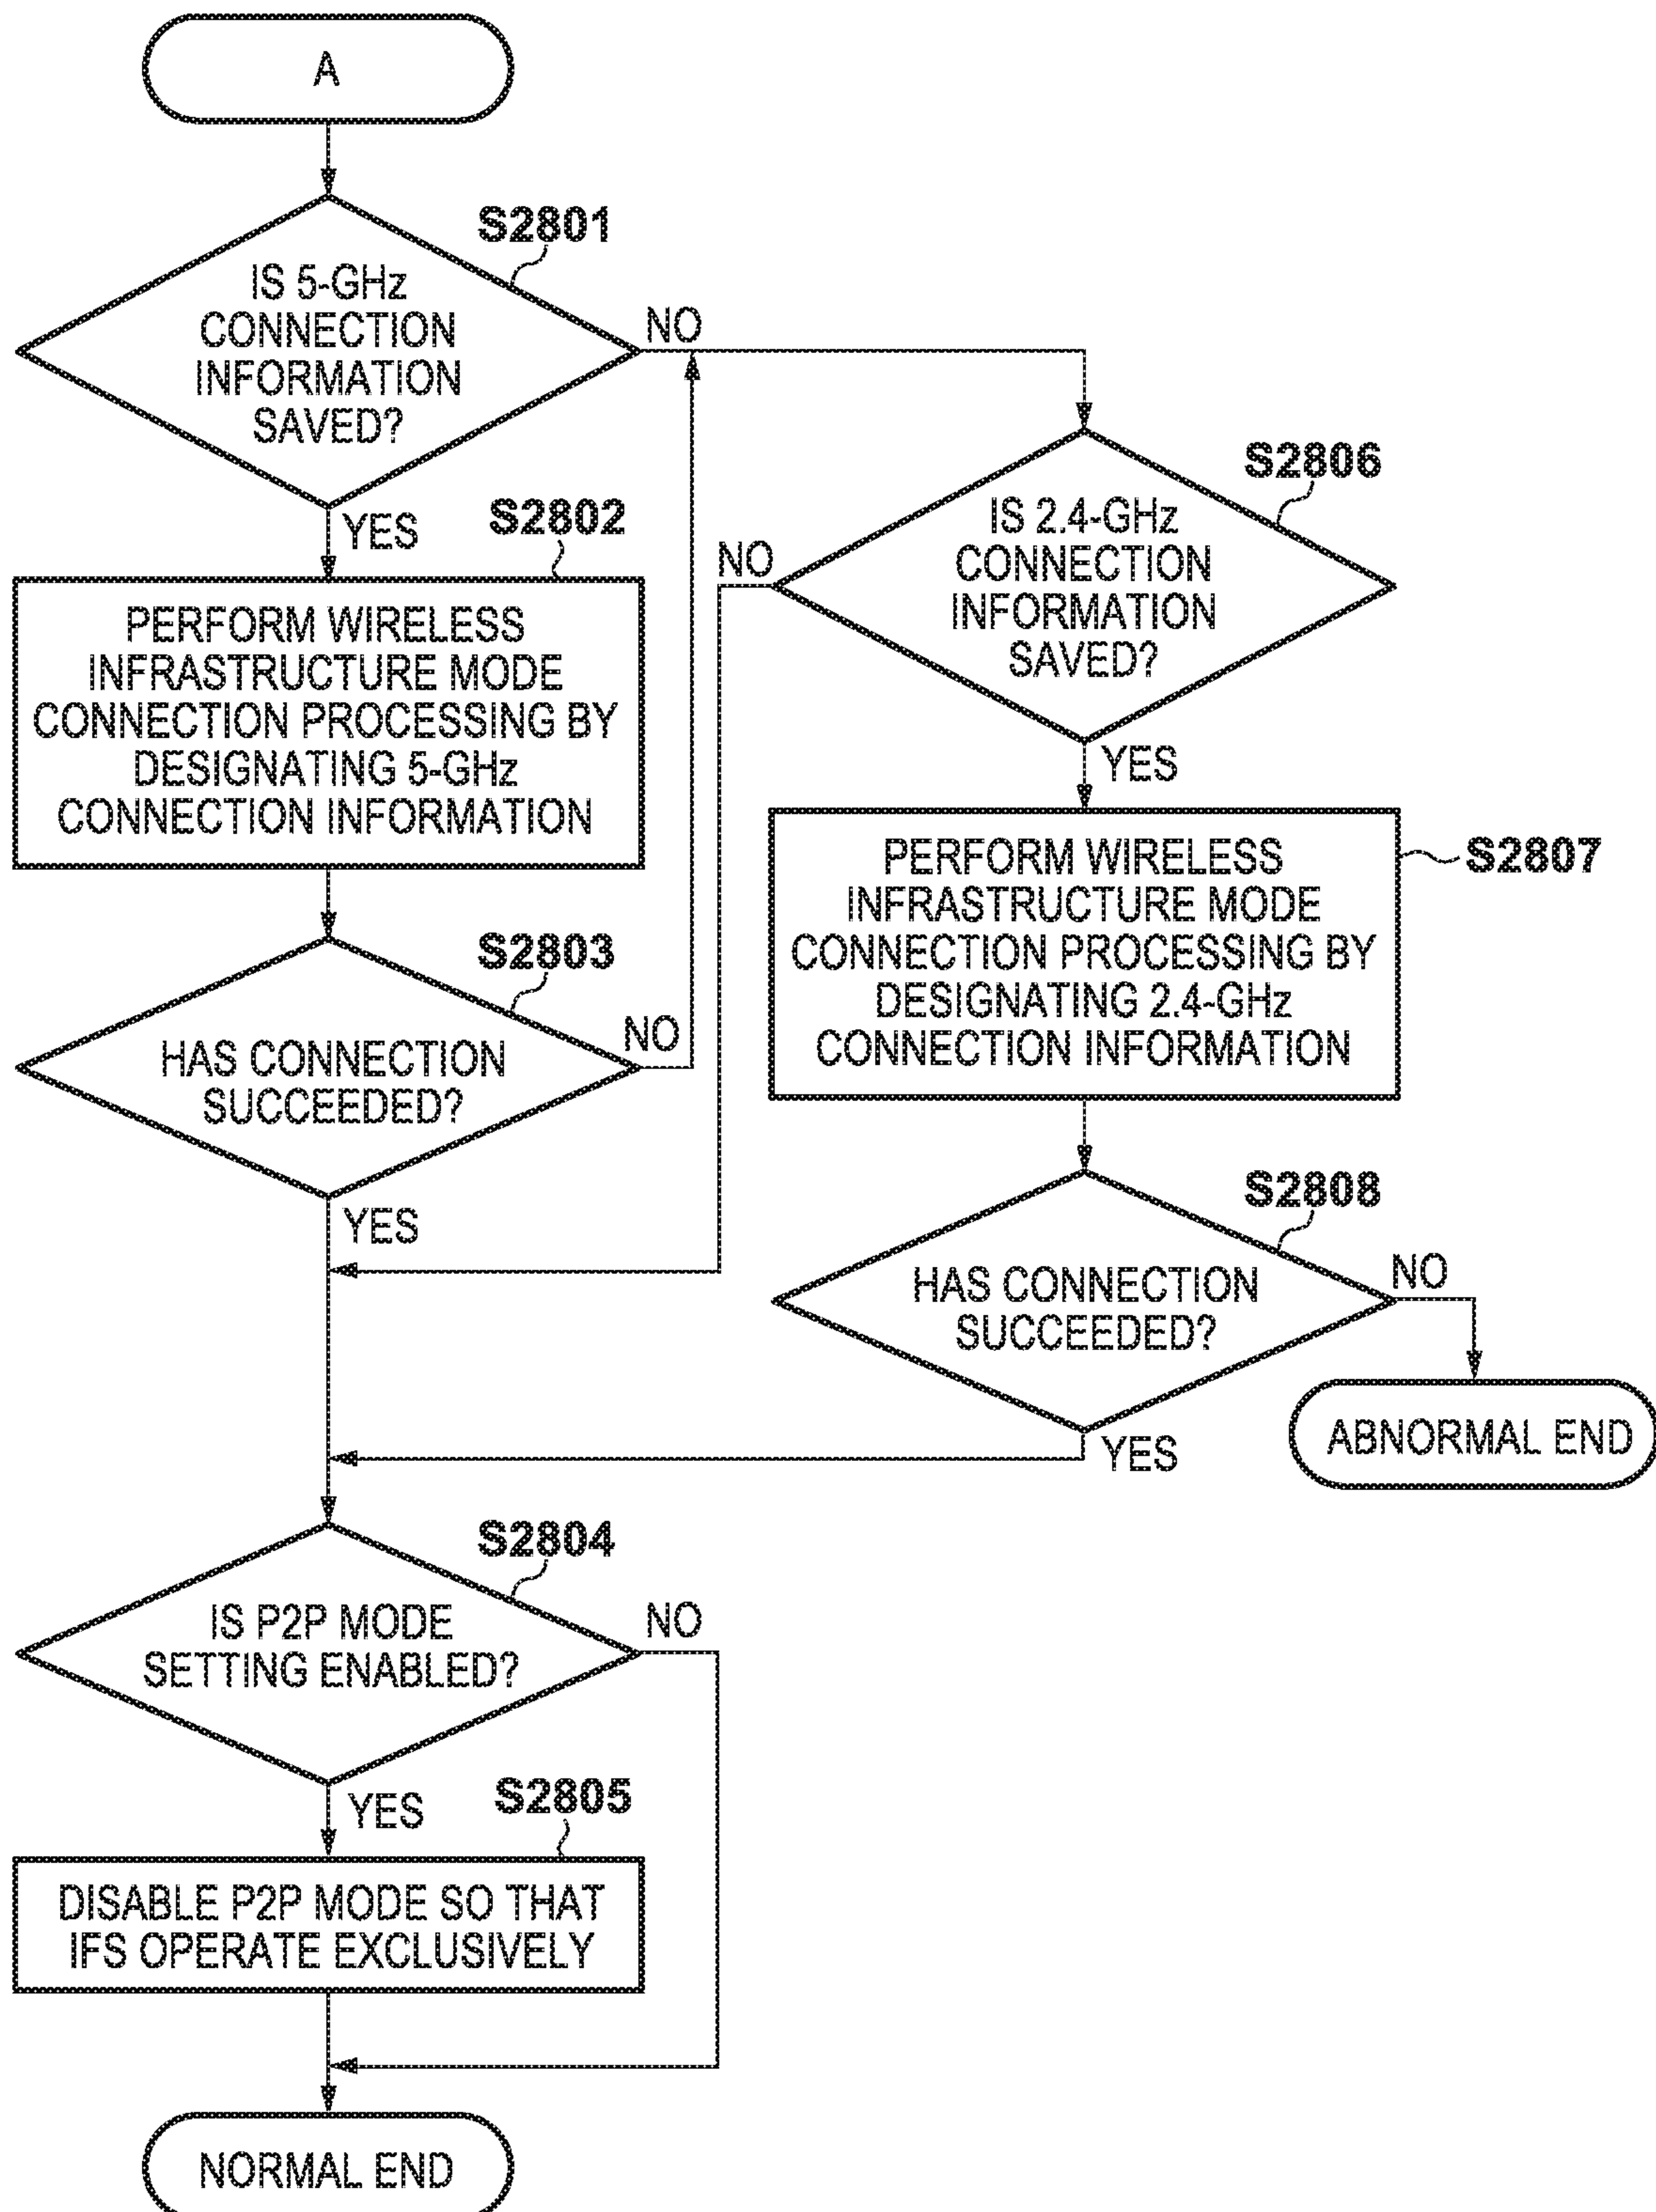 A
S2801
IS 5-GHz
CONNECTION
INFORMATION
SAVED?
NO
YES
S2802
PERFORM WIRELESS
INFRASTRUCTURE MODE
CONNECTION PROCESSING BY
DESIGNATING 5-GHz
CONNECTION INFORMATION
S2803
HAS CONNECTION
SUCCEEDED?
NO
YES
S2806
IS 2.4-GHz
CONNECTION
INFORMATION
SAVED?
NO
YES
S2807
PERFORM WIRELESS
INFRASTRUCTURE MODE
CONNECTION PROCESSING BY
DESIGNATING 2.4-GHz
CONNECTION INFORMATION
S2808
HAS CONNECTION
SUCCEEDED?
NO
YES
ABNORMAL END
S2804
IS P2P MODE
SETTING ENABLED?
NO
YES
S2805
DISABLE P2P MODE SO THAT
IFS OPERATE EXCLUSIVELY
NORMAL END